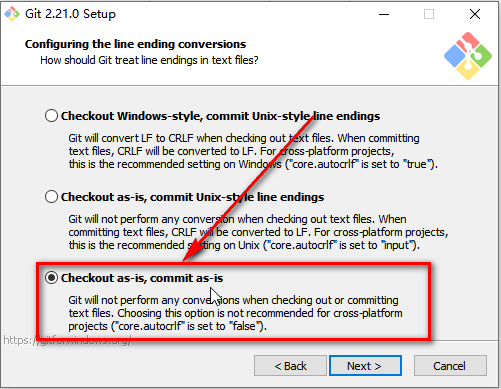 Git 2.21.0 Setup
Configuring the line ending conversions
How should Git treat line endings in text files?
Checkout Windows-style, commit Unix-style line endings
Git will convert LF to CRLF when checking out text files. When committing
text files, CRLF will be converted to LF. For cross-platform projects,
this is the recommended setting on Windows ("core.autocrlf" is set to "true").
Checkout as-is, commit Unix-style line endings
Git will not perform any conversion when checking out text files. When
committing text files, CRLF will be converted to LF. For cross-platform projects,
this is the recommended setting on Unix ("core.autocrlf" is set to "input").
Checkout as-is, commit as-is
Git will not perform any conversions when checking out or committing
text files. Choosing this option is not recommended for cross-platform
projects ("core.autocrlf" is set to "false").
https://gitforwindows.org/
< Back
Next >
Cancel